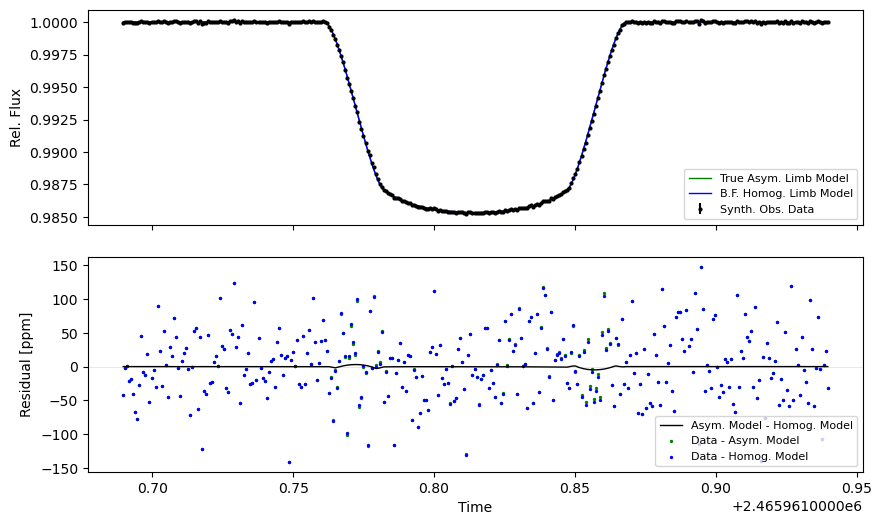 1.0000
0.9975
0.9950
0.9925
0.9900
0.9875
0.9850
Rel. Flux
True Asym. Limb Model
B.F. Homog. Limb Model
Synth. Obs. Data
150
100
50
0
−50
−100
−150
Residual [ppm]
Asym. Model - Homog. Model
Data - Asym. Model
Data - Homog. Model
0.70 0.75 0.80 0.85 0.90 0.95
Time
+2.4659610000e6